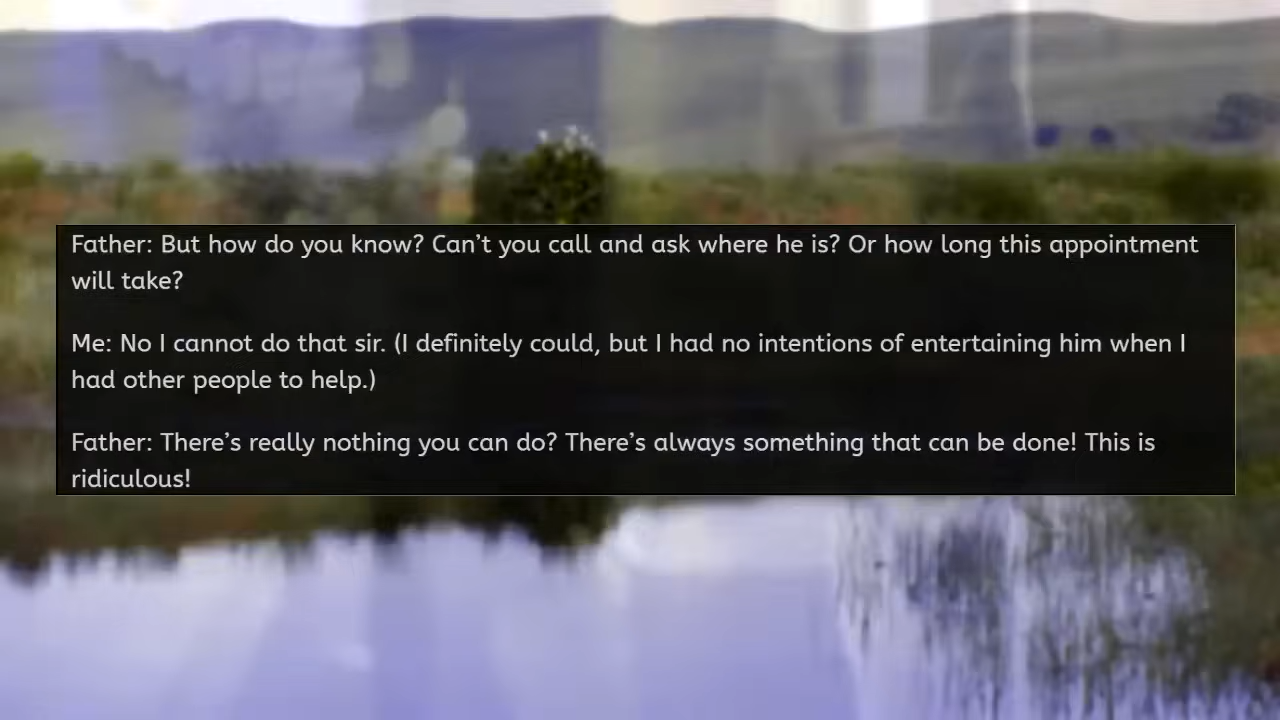 Father: But how do you know? Can’t you call and ask where he is? Or how long this appointment
will take?
Me: No I cannot do that sir. (I definitely could, but I had no intentions of entertaining him when I
had other people to help.)
Father: There’s really nothing you can do? There’s always something that can be done! This is
ridiculous!